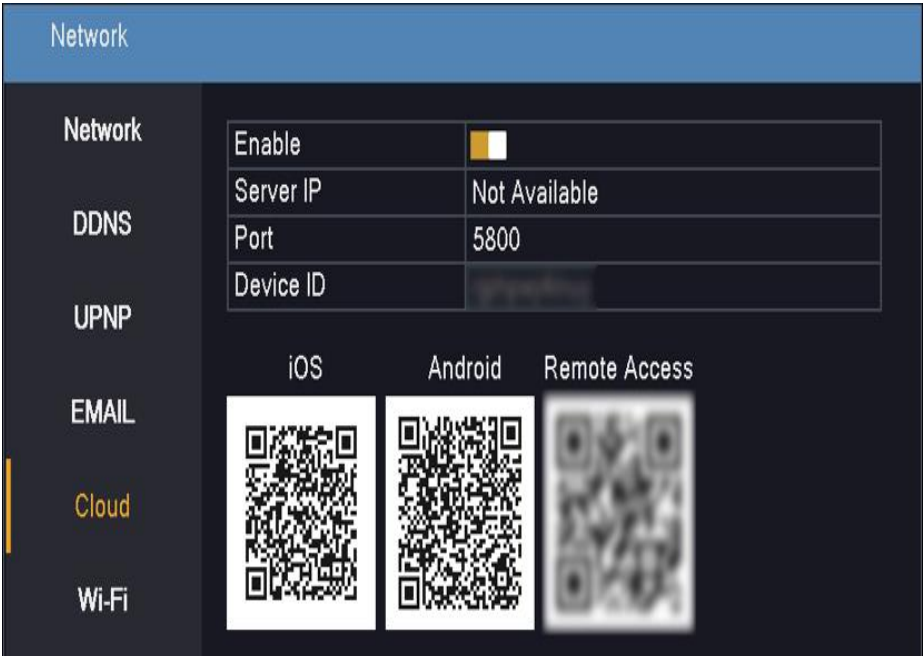 Network
Network
DDNS
UPNP
EMAIL
Cloud
Wi-Fi
Enable
Server IP Not Available
Port 5800
Device ID
iOS Android Remote Access